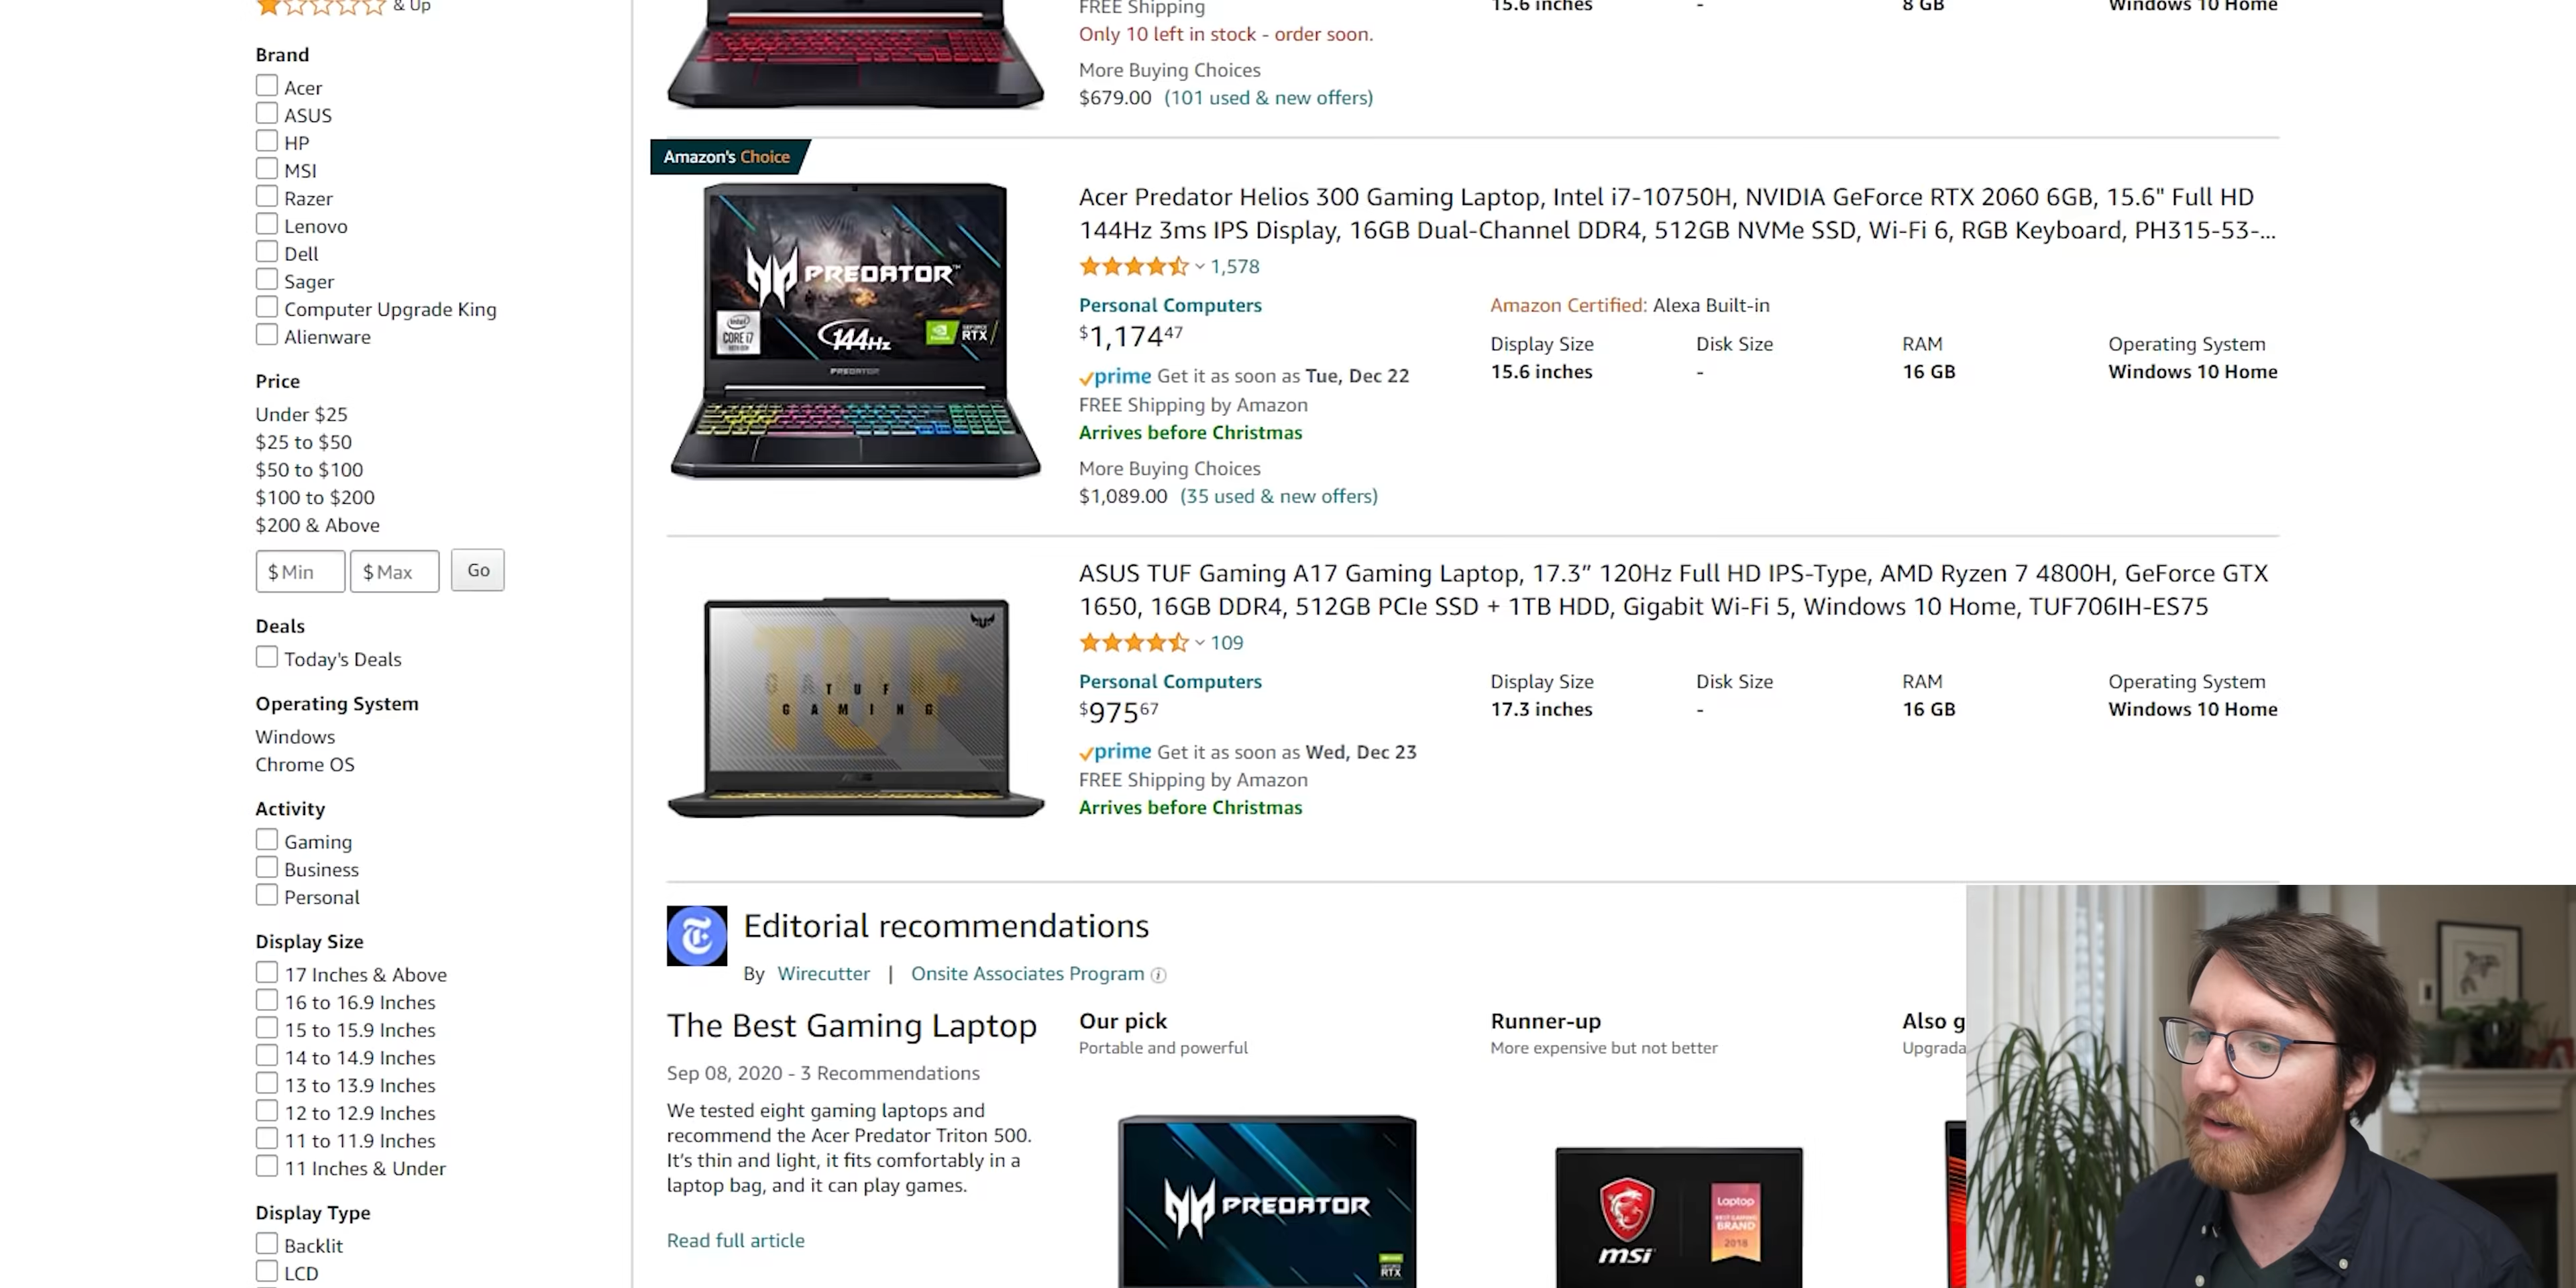 & Up
Brand
Acer
ASUS
HP
MSI
Razer
Lenovo
Dell
Sager
Computer Upgrade King
Alienware
Price
Under $25
$25 to $50
$50 to $100
$100 to $200
$200 & Above
$ Min $ Max Go
Deals
Today's Deals
Operating System
Windows
Chrome OS
Activity
Gaming
Business
Personal
Display Size
17 Inches & Above
16 to 16.9 Inches
15 to 15.9 Inches
14 to 14.9 Inches
13 to 13.9 Inches
12 to 12.9 Inches
11 to 11.9 Inches
11 Inches & Under
Display Type
Backlit
LCD
FREE Shipping
15.6 inches - 8 GB Windows 10 Home
Only 10 left in stock - order soon.
More Buying Choices
$679.00 (101 used & new offers)
Amazon's Choice
PREDATOR
intel
CORE i7
144Hz
GEFORCE
RTX
PREDATOR
Acer Predator Helios 300 Gaming Laptop, Intel i7-10750H, NVIDIA GeForce RTX 2060 6GB, 15.6" Full HD
144Hz 3ms IPS Display, 16GB Dual-Channel DDR4, 512GB NVMe SSD, Wi-Fi 6, RGB Keyboard, PH315-53-...
1,578
Personal Computers
$1,174 47
prime Get it as soon as Tue, Dec 22
FREE Shipping by Amazon
Arrives before Christmas
More Buying Choices
$1,089.00 (35 used & new offers)
Amazon Certified: Alexa Built-in
Display Size Disk Size RAM Operating System
15.6 inches - 16 GB Windows 10 Home
TUF
TUF
GAMING
ASUS TUF Gaming A17 Gaming Laptop, 17.3” 120Hz Full HD IPS-Type, AMD Ryzen 7 4800H, GeForce GTX
1650, 16GB DDR4, 512GB PCIe SSD + 1TB HDD, Gigabit Wi-Fi 5, Windows 10 Home, TUF706IH-ES75
109
Personal Computers
$975 67
prime Get it as soon as Wed, Dec 23
FREE Shipping by Amazon
Arrives before Christmas
Display Size Disk Size RAM Operating System
17.3 inches - 16 GB Windows 10 Home
Editorial recommendations
By Wirecutter | Onsite Associates Program
The Best Gaming Laptop
Sep 08, 2020 - 3 Recommendations
We tested eight gaming laptops and
recommend the Acer Predator Triton 500.
It’s thin and light, it fits comfortably in a
laptop bag, and it can play games.
Read full article
Our pick
Portable and powerful
PREDATOR
RTX
Runner-up
More expensive but not better
msi
Laptop
BEST GAMING
BRAND
2018
Also g
Upgrada